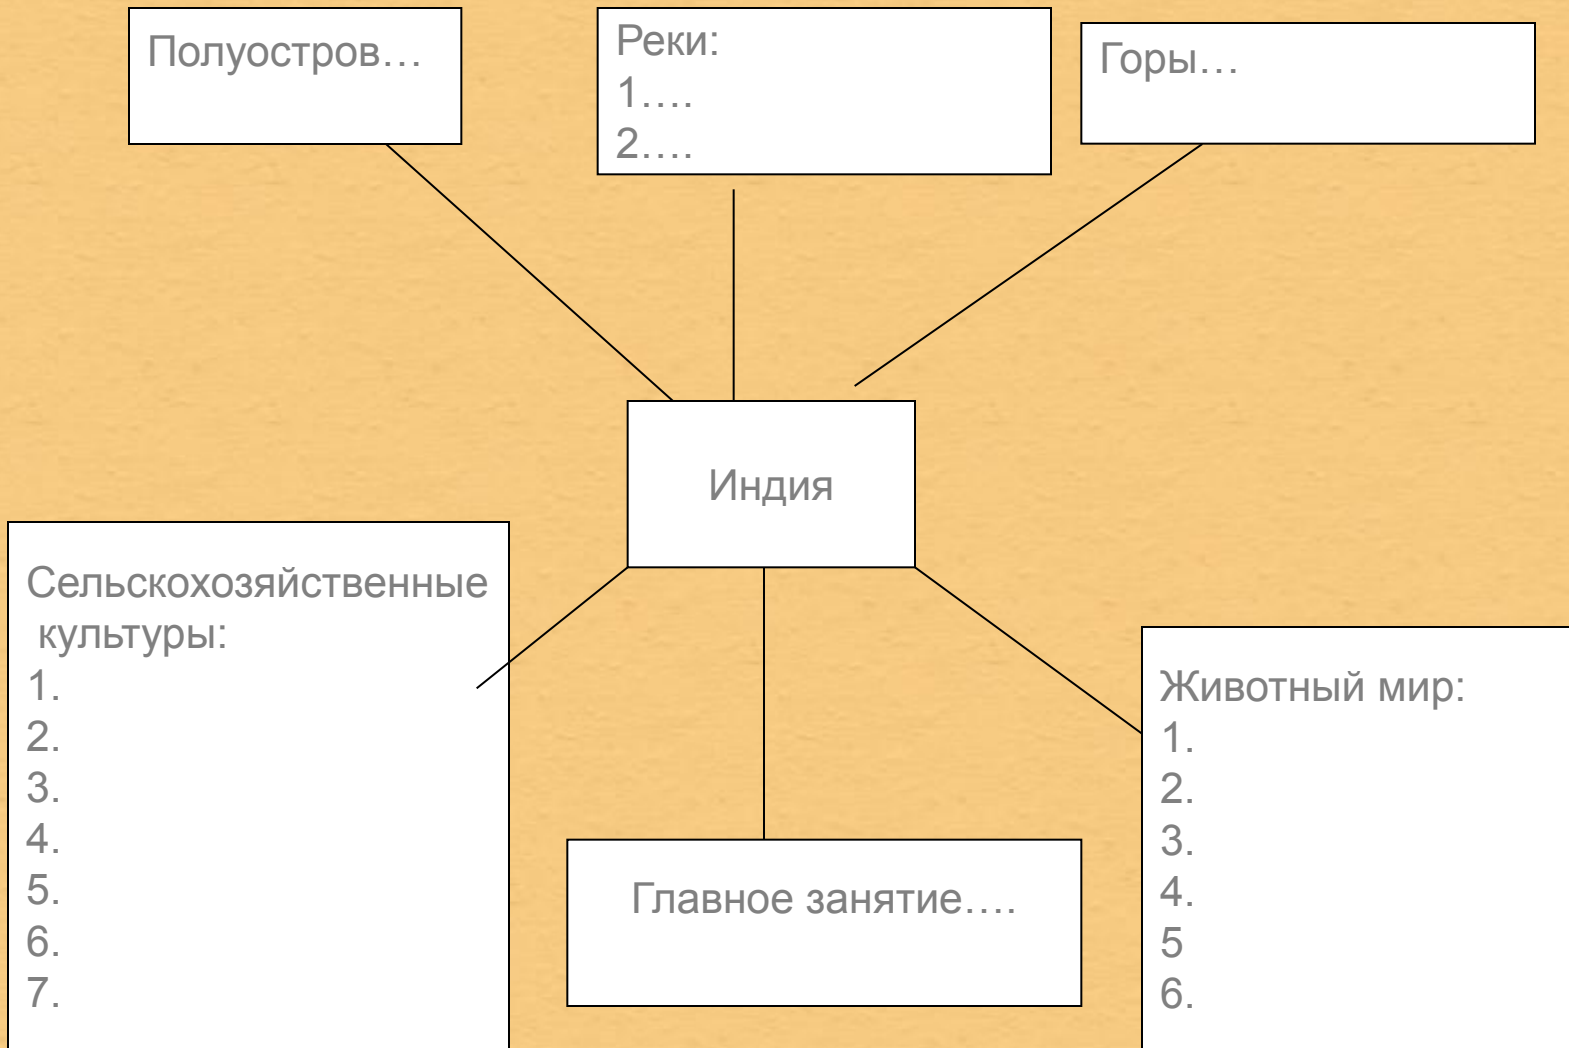 Полуостров…
Реки:
1….
2….
Горы…
Индия
Сельскохозяйственные
культуры:
1.
2.
3.
4.
5.
6.
7.
Главное занятие….
Животный мир:
1.
2.
3.
4.
5
6.